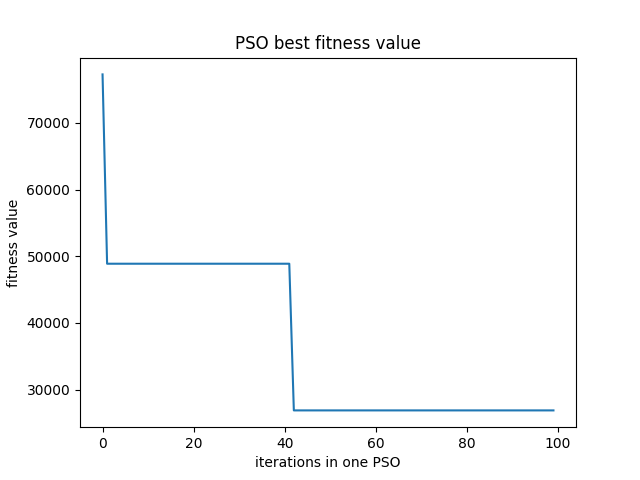 PSO best fitness value
fitness value
70000
60000
50000
40000
30000
0 20 40 60 80 100
iterations in one PSO